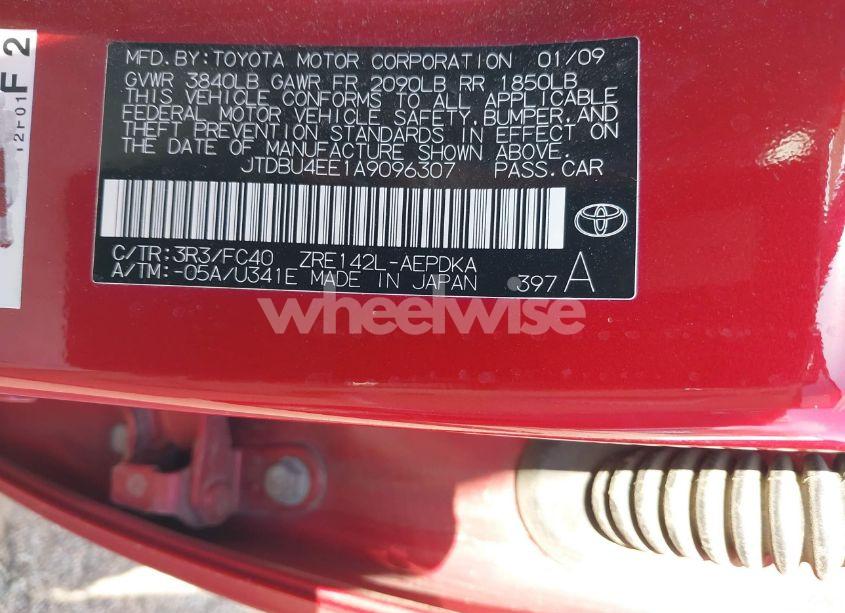 MFD.BY:TOYOTA MOTOR CORPORATION 01/09
GVWR 3840LB GAWR FR 2090LB RR 1850LB
THIS VEHICLE CONFORMS TO ALL APPLICABLE
FEDERAL MOTOR VEHICLE SAFETY,BUMPER,AND
THEFT PREVENTION STANDARDS IN EFFECT ON
THE DATE OF MANUFACTURE SHOWN ABOVE.
JTDBU4EE1A9096307 PASS.CAR
C/TR:3R3/FC40 ZRE142L-AEPDKA
A/TM:-05A/U341E MADE IN JAPAN 397 A
F 2
wheelwise